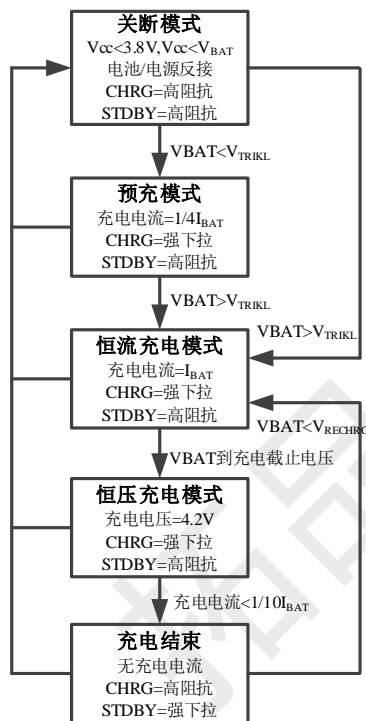 关断模式
Vcc<3.8V,Vcc<VBAT
电池/电源反接
CHRG=高阻抗
STDBY=高阻抗
VBAT<VTRIKL
预充模式
充电电流=1/4IBAT
CHRG=强下拉
STDBY=高阻抗
VBAT>VTRIKL
VBAT>VTRIKL
恒流充电模式
充电电流=IBAT
CHRG=强下拉
STDBY=高阻抗
VBAT<VRECHRG
VBAT到充电截止电压
恒压充电模式
充电电压=4.2V
CHRG=强下拉
STDBY=高阻抗
充电电流<1/10IBAT
充电结束
无充电电流
CHRG=高阻抗
STDBY=强下拉
拓品